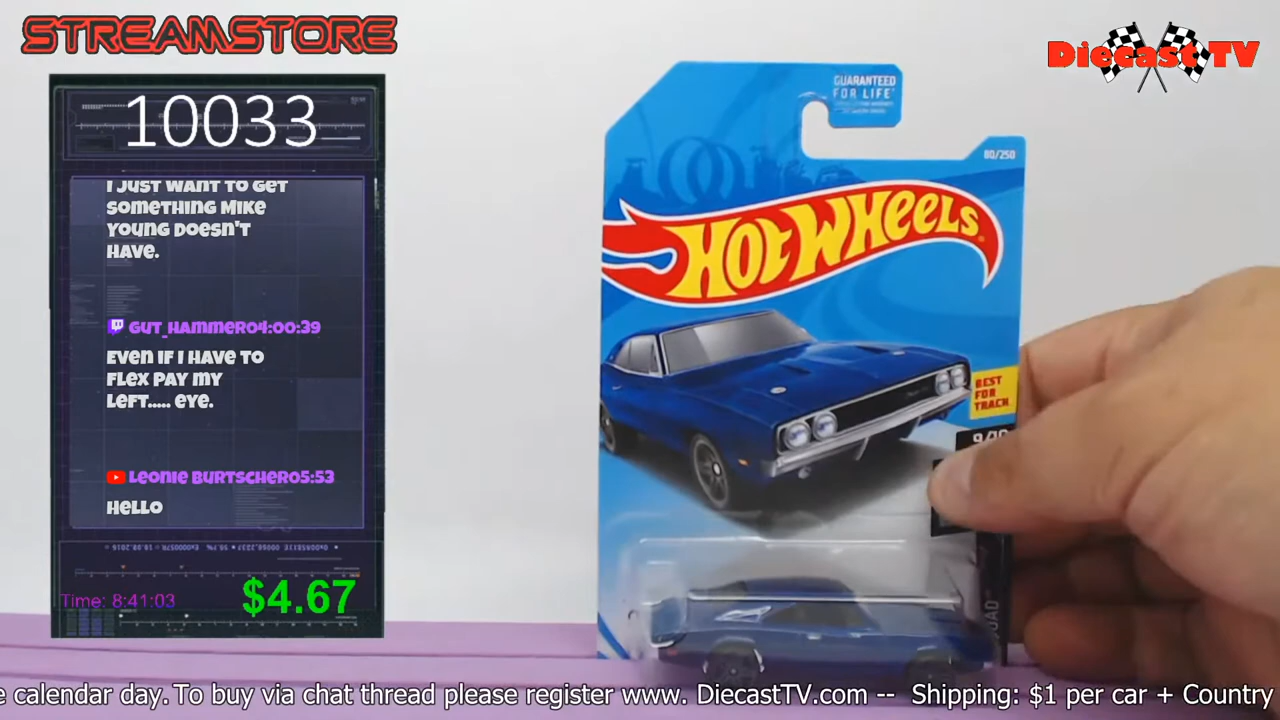 STREAMSTORE
Diecast TV
10033
I just want to get
something Mike
Young doesn't
have.
Gut_Hammer04:00:39
Even if I have to
flex pay my
left..... eye.
Leonie Burtscher05:53
Hello
Time: 8:41:03
$4.67
GUARANTEED
FOR LIFE
80/250
Hot Wheels
BEST
FOR
TRACK
e calendar day. To buy via chat thread please register www. DiecastTV.com -- Shipping: $1 per car + Country